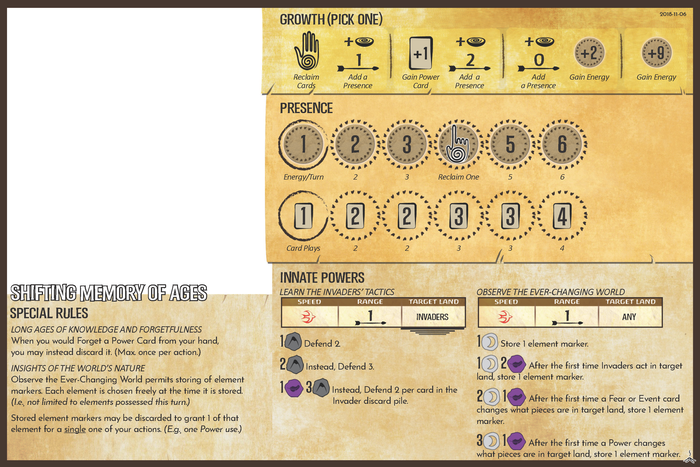 GROWTH (PICK ONE)
2018-11-06
+
1
+1
+
2
+
0
+2
+9
Reclaim Cards
Add a Presence
Gain Power Card
Add a Presence
Add a Presence
Gain Energy
Gain Energy
PRESENCE
1 2 3 5 6
Energy/Turn 2 3 Reclaim One 5 6
1 2 2 3 3 4
Card Plays 2 2 3 3 4
SHIFTING MEMORY OF AGES
SPECIAL RULES
LONG AGES OF KNOWLEDGE AND FORGETFULNESS
When you would Forget a Power Card from your hand,
you may instead discard it. (Max. once per action.)
INSIGHTS OF THE WORLD'S NATURE
Observe the Ever-Changing World permits storing of element
markers. Each element is chosen freely at the time it is stored.
(I.e., not limited to elements possessed this turn.)
Stored element markers may be discarded to grant 1 of that
element for a single one of your actions. (E.g., one Power use.)
INNATE POWERS
LEARN THE INVADERS' TACTICS
SPEED RANGE TARGET LAND
1 INVADERS
1 Defend 2.
2 Instead, Defend 3.
1 3 Instead, Defend 2 per card in the
Invader discard pile.
OBSERVE THE EVER-CHANGING WORLD
SPEED RANGE TARGET LAND
1 ANY
1 Store 1 element marker.
1 2 After the first time Invaders act in target
land, store 1 element marker.
2 1 After the first time a Fear or Event card
changes what pieces are in target land, store 1 element
marker.
3 1 After the first time a Power changes
what pieces are in target land, store 1 element marker.